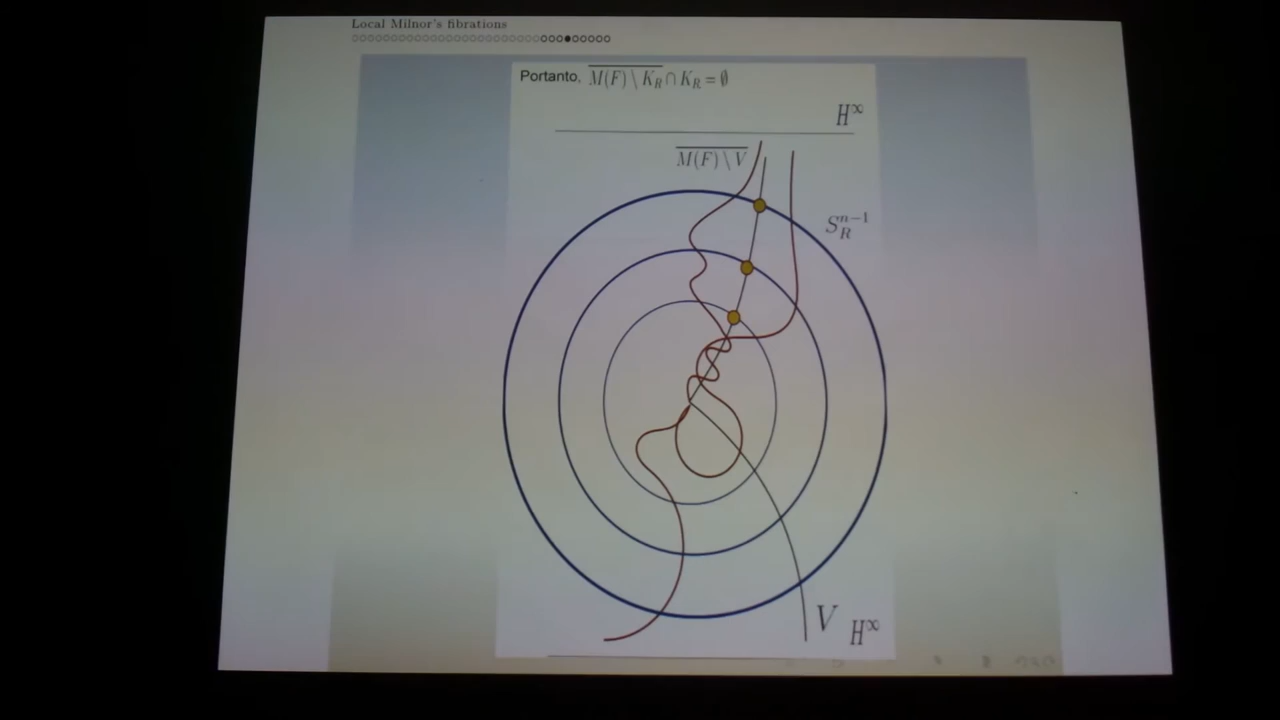 Local Milnor's fibrations
Portanto, $\overline{M(F) \setminus K_R} \cap K_R = \emptyset$
$H^\infty$
$\overline{M(F) \setminus V}$
$S_R^{n-1}$
$V$
$H^\infty$